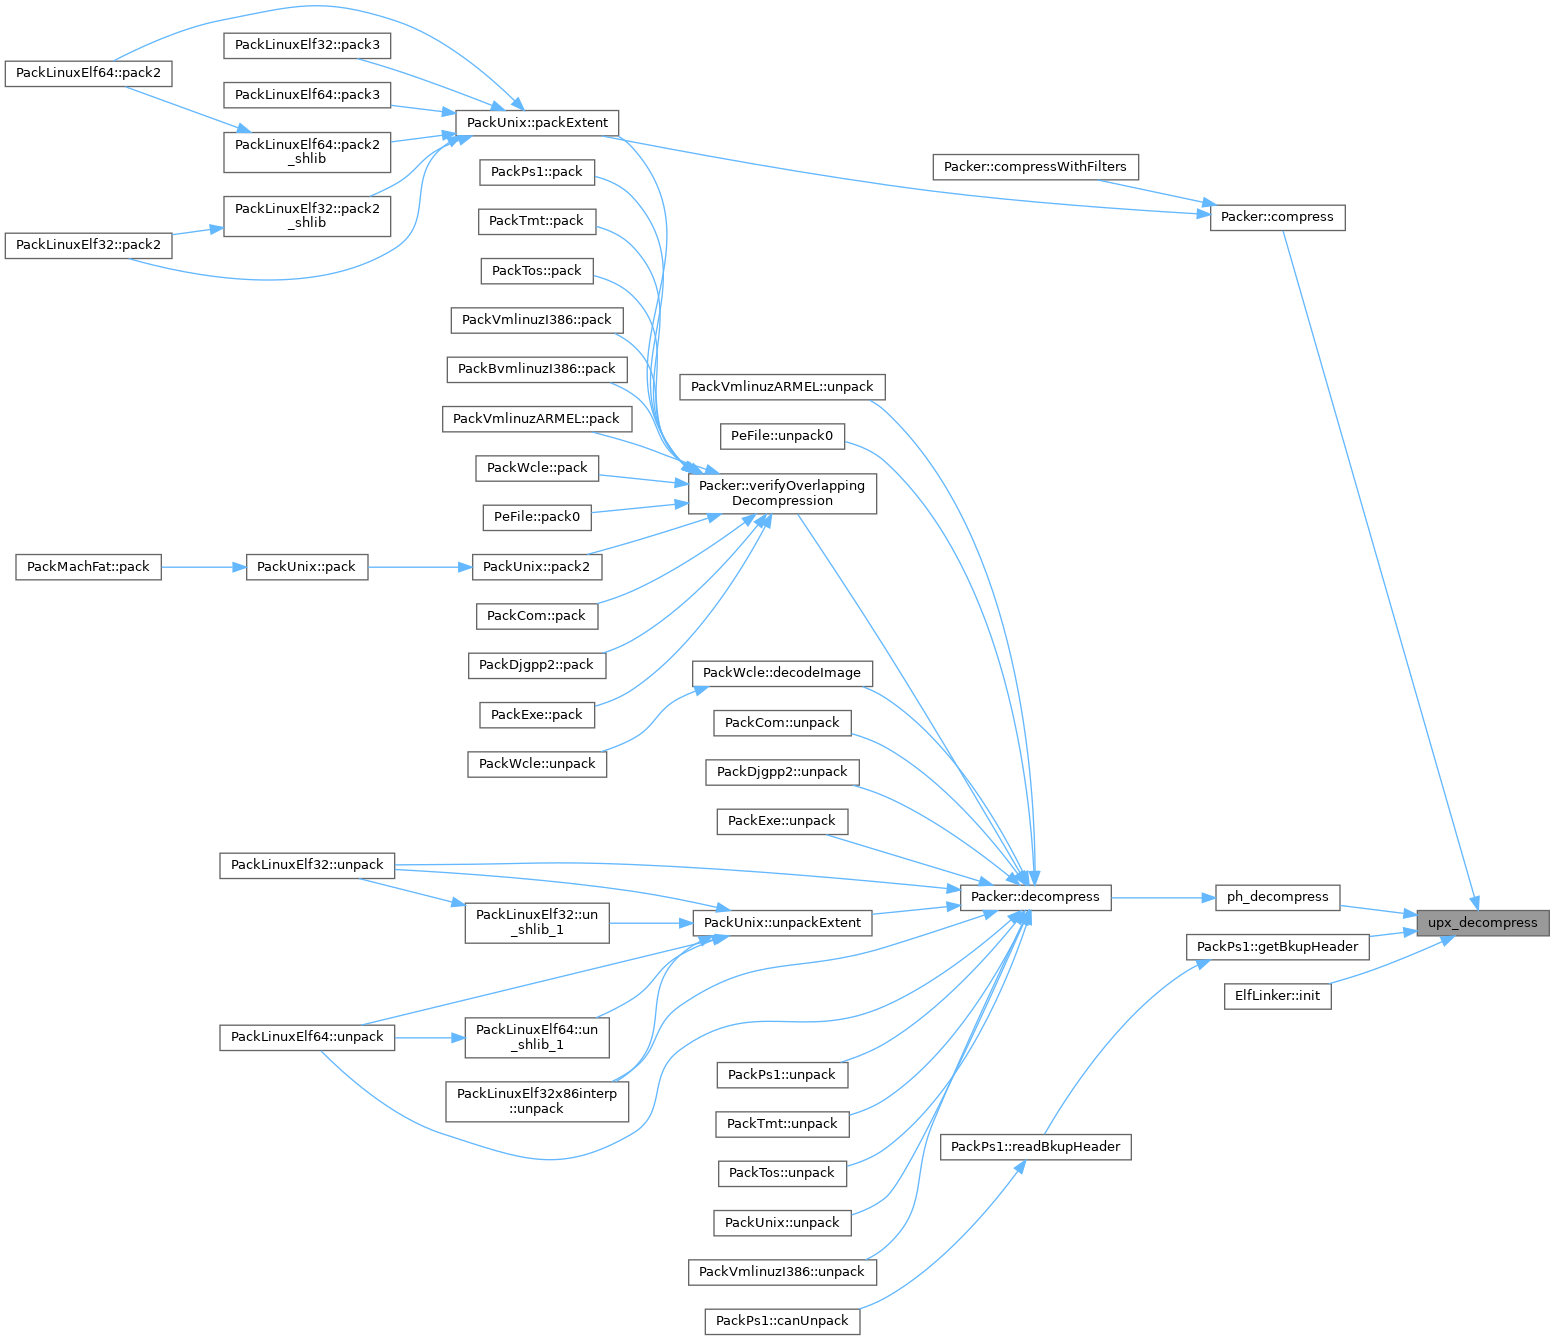 PackLinuxElf32::pack3
PackLinuxElf64::pack2
PackLinuxElf64::pack3
PackUnix::packExtent
PackLinuxElf64::pack2
_shlib
PackPs1::pack
Packer::compressWithFilters
PackLinuxElf32::pack2
_shlib
PackTmt::pack
Packer::compress
PackLinuxElf32::pack2
PackTos::pack
PackVmlinuzI386::pack
PackBvmlinuzI386::pack
PackVmlinuzARMEL::unpack
PackVmlinuzARMEL::pack
PeFile::unpack0
PackWcle::pack
Packer::verifyOverlapping
Decompression
PeFile::pack0
PackMachFat::pack
PackUnix::pack
PackUnix::pack2
PackCom::pack
PackDjgpp2::pack
PackWcle::decodeImage
PackExe::pack
PackCom::unpack
PackWcle::unpack
PackDjgpp2::unpack
PackExe::unpack
PackLinuxElf32::unpack
Packer::decompress
ph_decompress
PackLinuxElf32::un
_shlib_1
PackUnix::unpackExtent
upx_decompress
PackPs1::getBkupHeader
ElfLinker::init
PackLinuxElf64::unpack
PackLinuxElf64::un
_shlib_1
PackPs1::unpack
PackLinuxElf32x86interp
::unpack
PackTmt::unpack
PackPs1::readBkupHeader
PackTos::unpack
PackUnix::unpack
PackVmlinuzI386::unpack
PackPs1::canUnpack